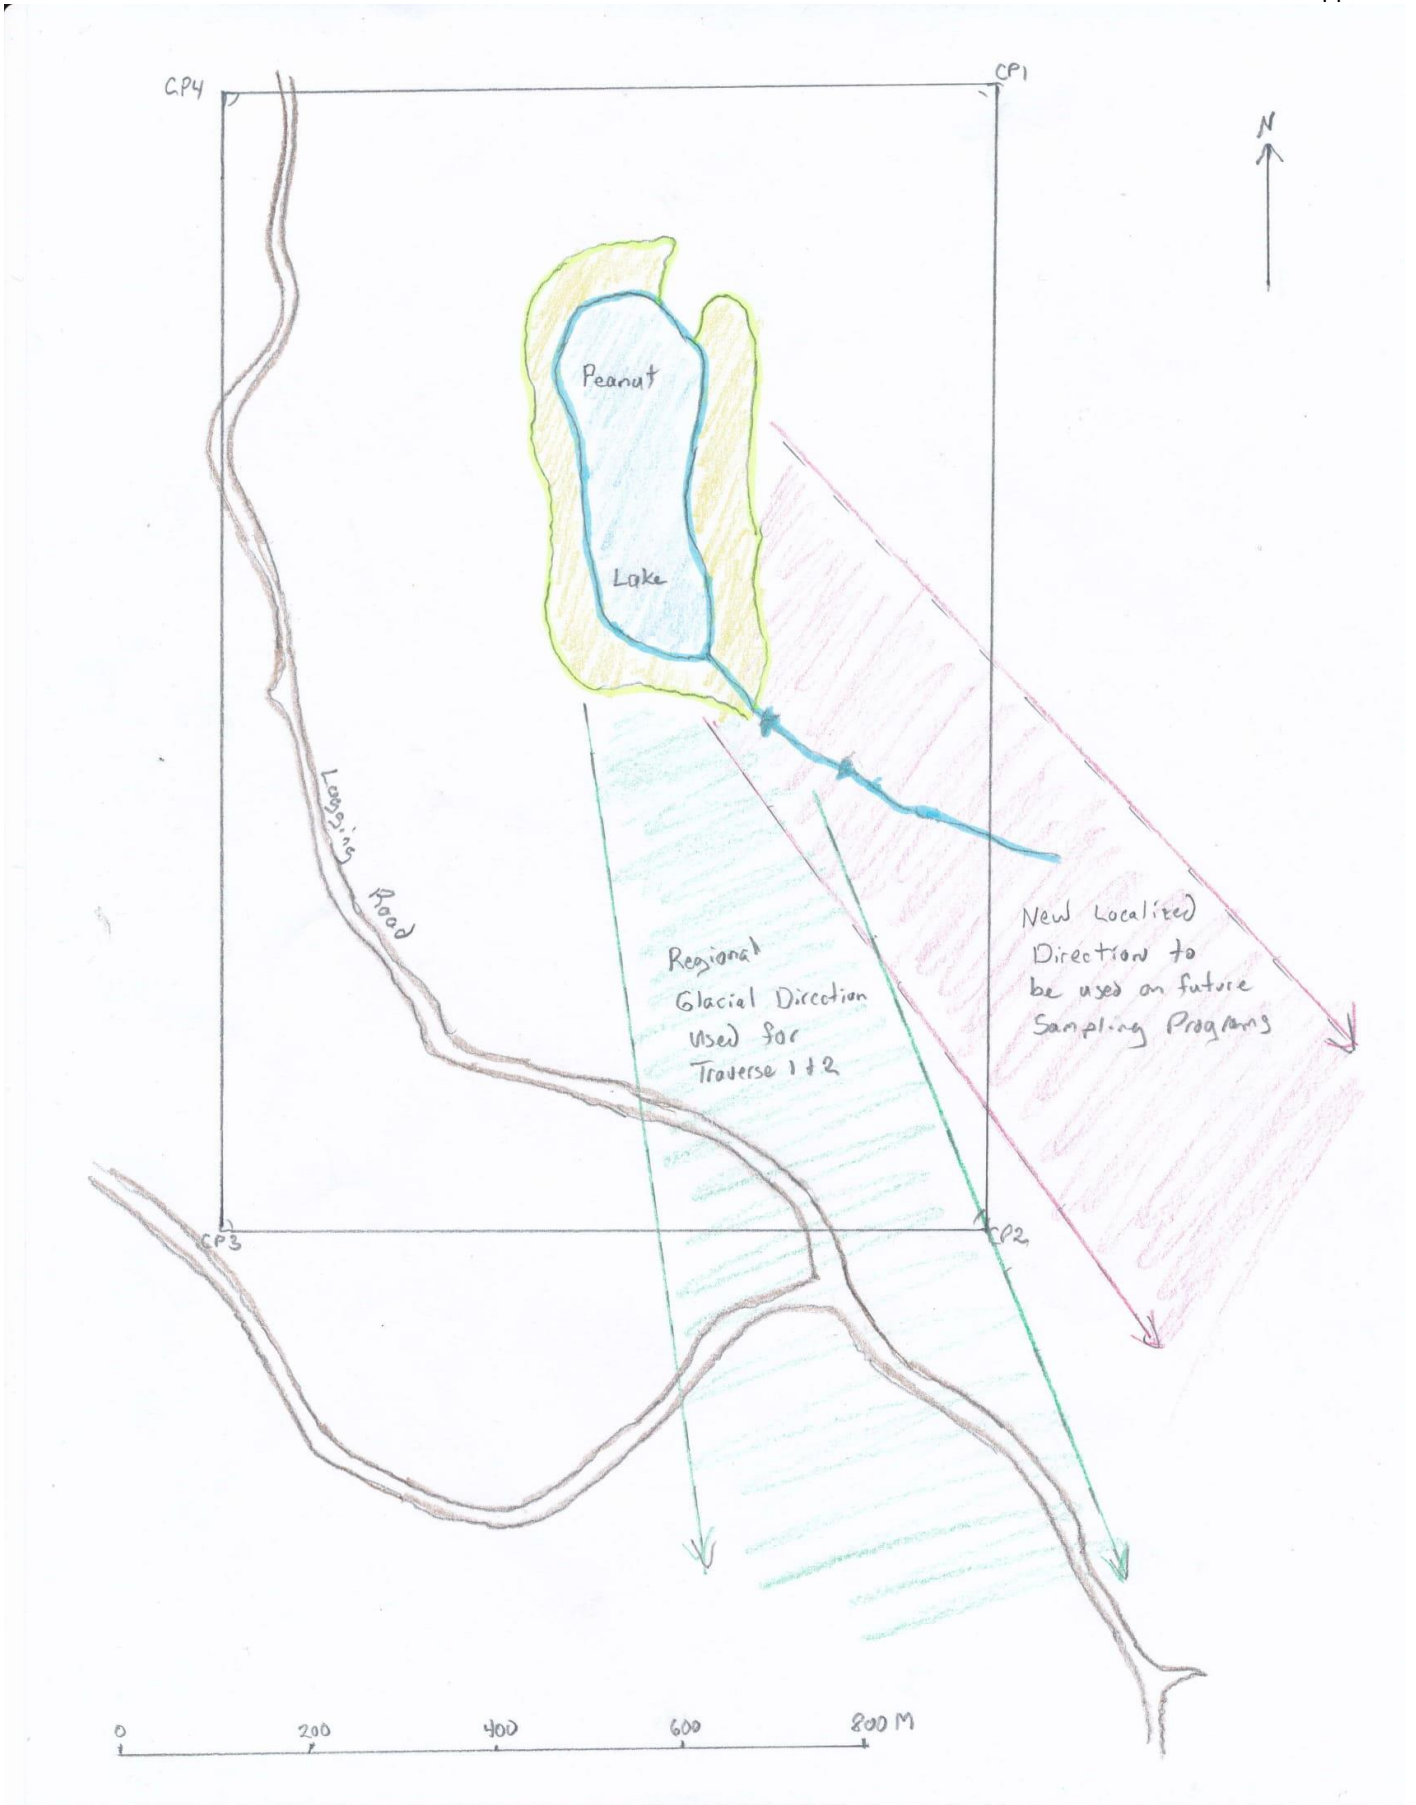 CP4
CP1
N
Peanut
Lake
Logging
Road
New Localized
Direction to
be used on future
Sampling Programs
Regional
Glacial Direction
Used for
Traverse 1+2
CP3
CP2
0 200 400 600 800 M